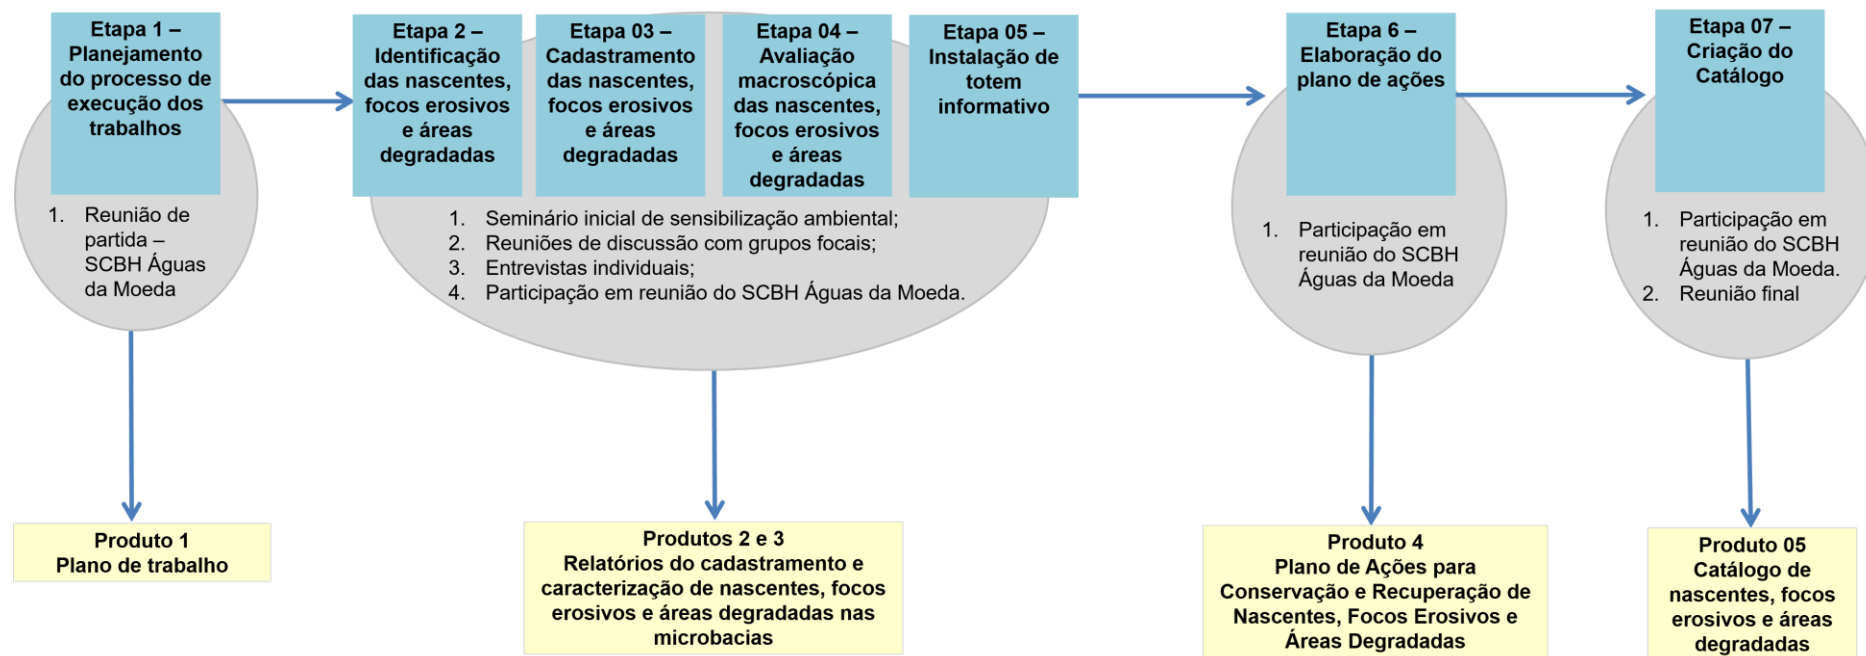 Etapa 1 –
Planejamento
do processo de
execução dos
trabalhos
1. Reunião de
partida –
SCBH Águas
da Moeda
Etapa 2 –
Identificação
das nascentes,
focos erosivos
e áreas
degradadas
Etapa 03 –
Cadastramento
das nascentes,
focos erosivos
e áreas
degradadas
Etapa 04 –
Avaliação
macroscópica
das nascentes,
focos erosivos
e áreas
degradadas
Etapa 05 –
Instalação de
totem
informativo
1. Seminário inicial de sensibilização ambiental;
2. Reuniões de discussão com grupos focais;
3. Entrevistas individuais;
4. Participação em reunião do SCBH Águas da Moeda.
Etapa 6 –
Elaboração do
plano de ações
1. Participação em
reunião do SCBH
Águas da Moeda
Etapa 07 –
Criação do
Catálogo
1. Participação em
reunião do SCBH
Águas da Moeda.
2. Reunião final
Produto 1
Plano de trabalho
Produtos 2 e 3
Relatórios do cadastramento e
caracterização de nascentes, focos
erosivos e áreas degradadas nas
microbacias
Produto 4
Plano de Ações para
Conservação e Recuperação de
Nascentes, Focos Erosivos e
Áreas Degradadas
Produto 05
Catálogo de
nascentes, focos
erosivos e áreas
degradadas